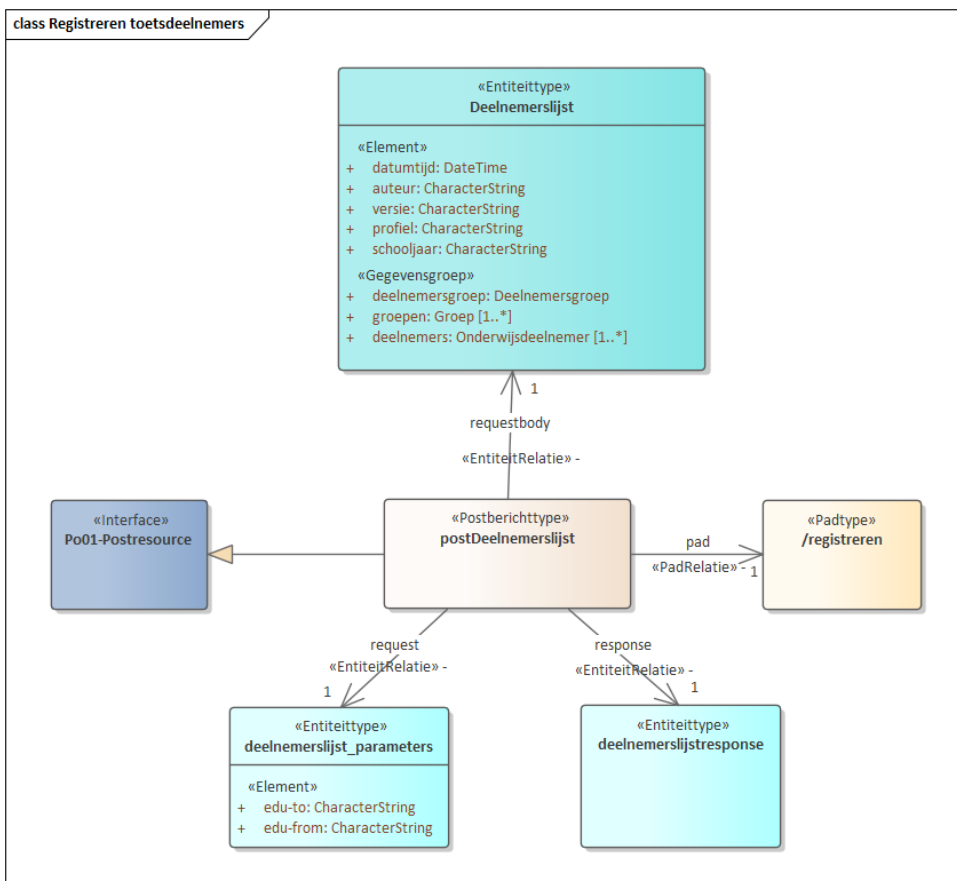 class Registreren toetsdeelnemers
«Entiteittype»
Deelnemerslijst
«Element»
+ datumtijd: DateTime
+ auteur: CharacterString
+ versie: CharacterString
+ profiel: CharacterString
+ schooljaar: CharacterString
«Gegevensgroep»
+ deelnemersgroep: Deelnemersgroep
+ groepen: Groep [1..*]
+ deelnemers: Onderwijsdeelnemer [1..*]
1
requestbody
«EntiteitRelatie» -
«Interface»
Po01-Postresource
«Postberichttype»
postDeelnemerslijst
pad
«PadRelatie» -
1
«Padtype»
/registreren
request
«EntiteitRelatie» -
1
response
«EntiteitRelatie» -
1
«Entiteittype»
deelnemerslijst_parameters
«Element»
+ edu-to: CharacterString
+ edu-from: CharacterString
«Entiteittype»
deelnemerslijstresponse